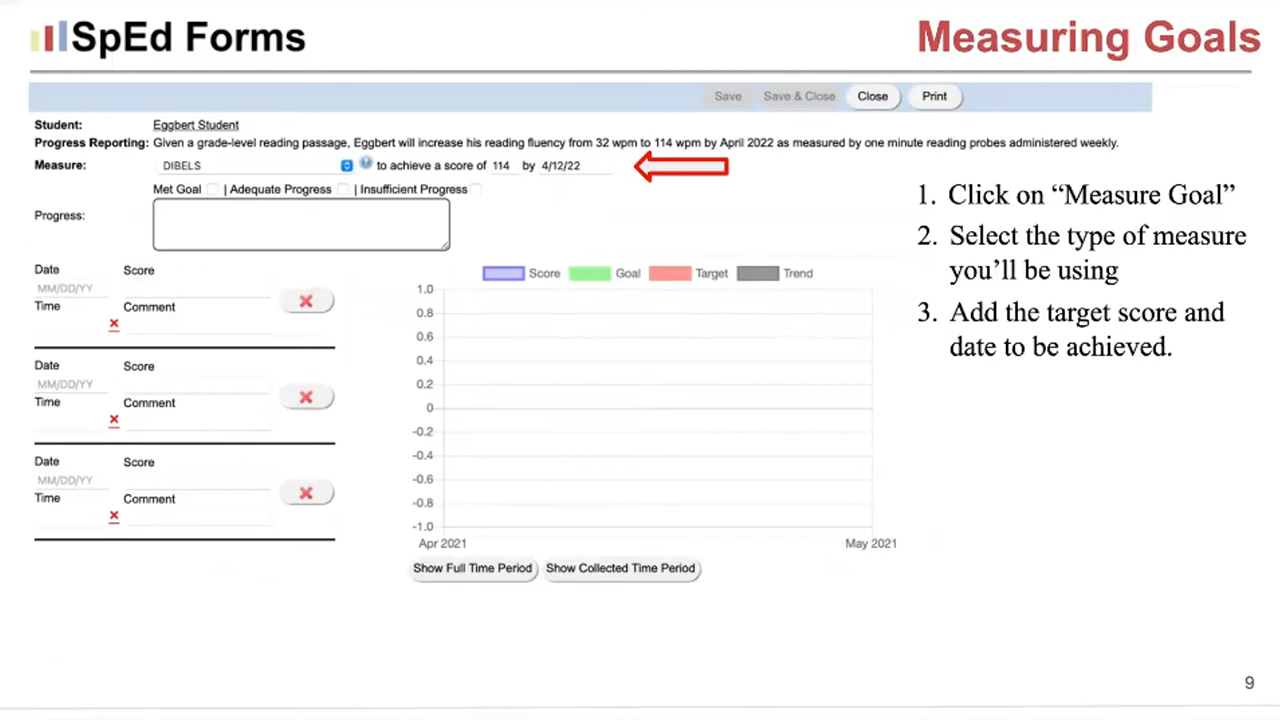 SpEd Forms
Measuring Goals
Save Save & Close Close Print
Student: Eggbert Student
Progress Reporting: Given a grade-level reading passage, Eggbert will increase his reading fluency from 32 wpm to 114 wpm by April 2022 as measured by one minute reading probes administered weekly.
Measure: DIBELS to achieve a score of 114 by 4/12/22
Met Goal | Adequate Progress | Insufficient Progress
Progress:
1. Click on “Measure Goal”
2. Select the type of measure
you’ll be using
3. Add the target score and
date to be achieved.
Date Score
MM/DD/YY
Time Comment
Date Score
MM/DD/YY
Time Comment
Date Score
MM/DD/YY
Time Comment
Score Goal Target Trend
1.0
0.8
0.6
0.4
0.2
0
-0.2
-0.4
-0.6
-0.8
-1.0
Apr 2021 May 2021
Show Full Time Period Show Collected Time Period
9